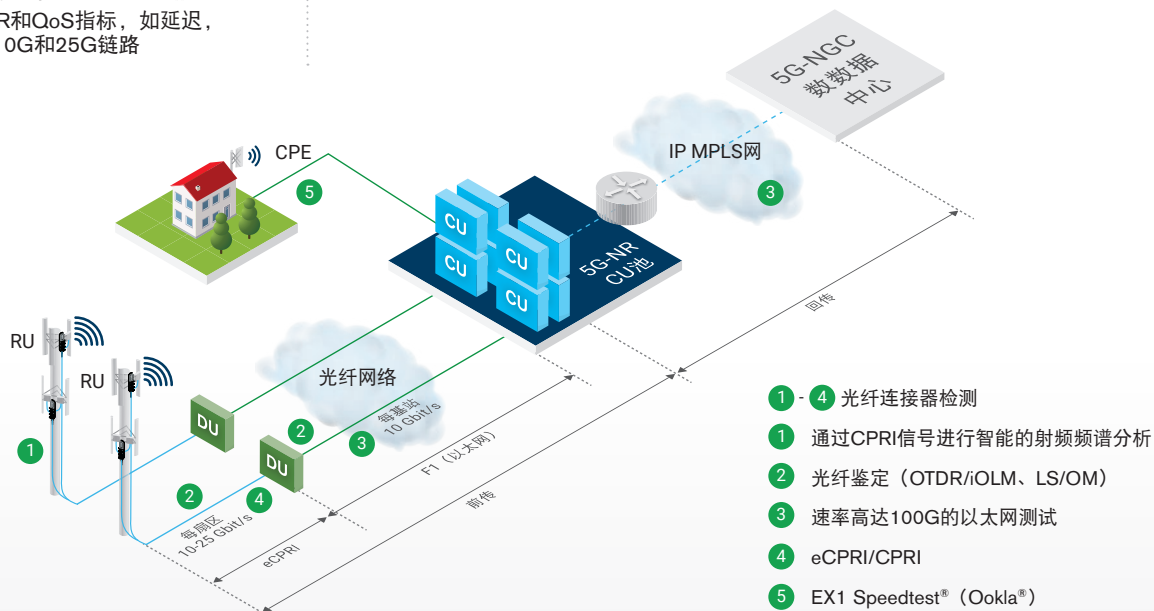 R和QoS指标，如延迟，
0G和25G链路
5G-NGC
数数据
中心
IP MPLS网
3
CPE
5
CU
CU
CU
CU
5G-NR
CU池
回传
RU
RU
光纤网络
每基站
10 Gbit/s
DU
2
3
DU
F1（以太网）
1
2
4
前传
每扇区
10-25 Gbit/s
eCPRI
1 - 4 光纤连接器检测
1 通过CPRI信号进行智能的射频频谱分析
2 光纤鉴定（OTDR/iOLM、LS/OM）
3 速率高达100G的以太网测试
4 eCPRI/CPRI
5 EX1 Speedtest®（Ookla®）